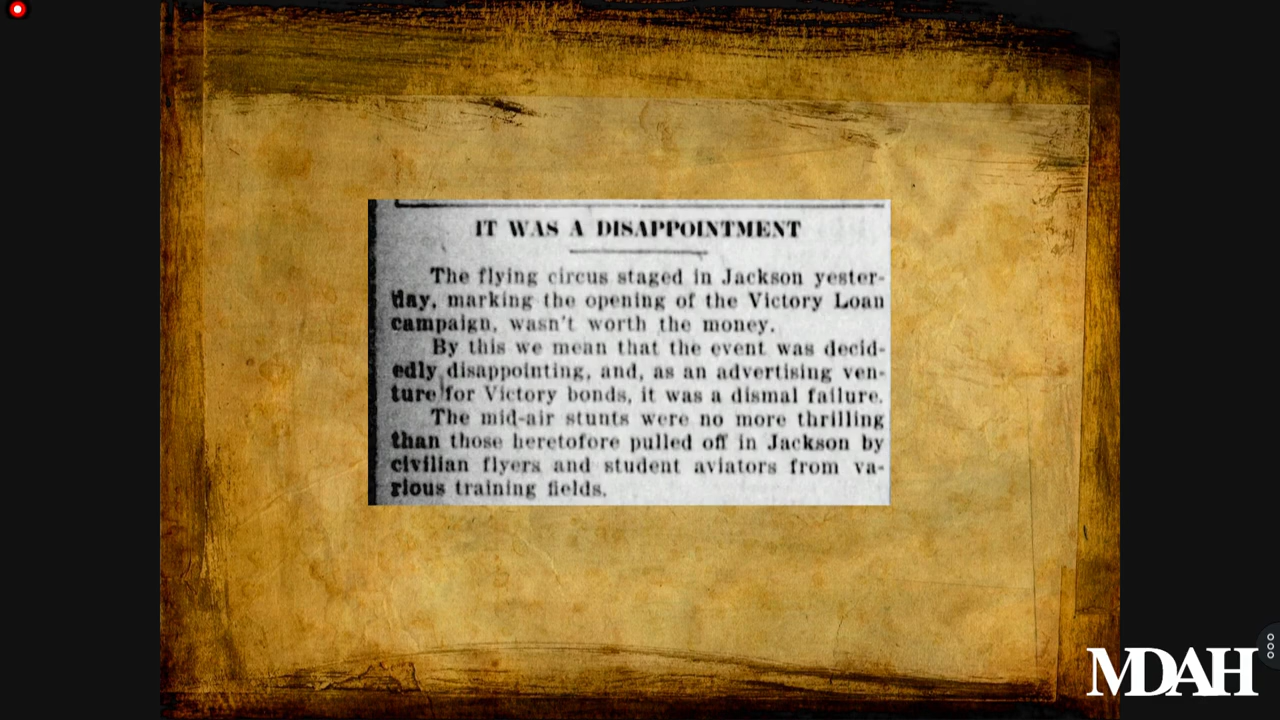 IT WAS A DISAPPOINTMENT
The flying circus staged in Jackson yester-
day, marking the opening of the Victory Loan
campaign, wasn't worth the money.
By this we mean that the event was decid-
edly disappointing, and, as an advertising ven-
ture for Victory bonds, it was a dismal failure.
The mid-air stunts were no more thrilling
than those heretofore pulled off in Jackson by
civilian flyers and student aviators from va-
rious training fields.
MDAH